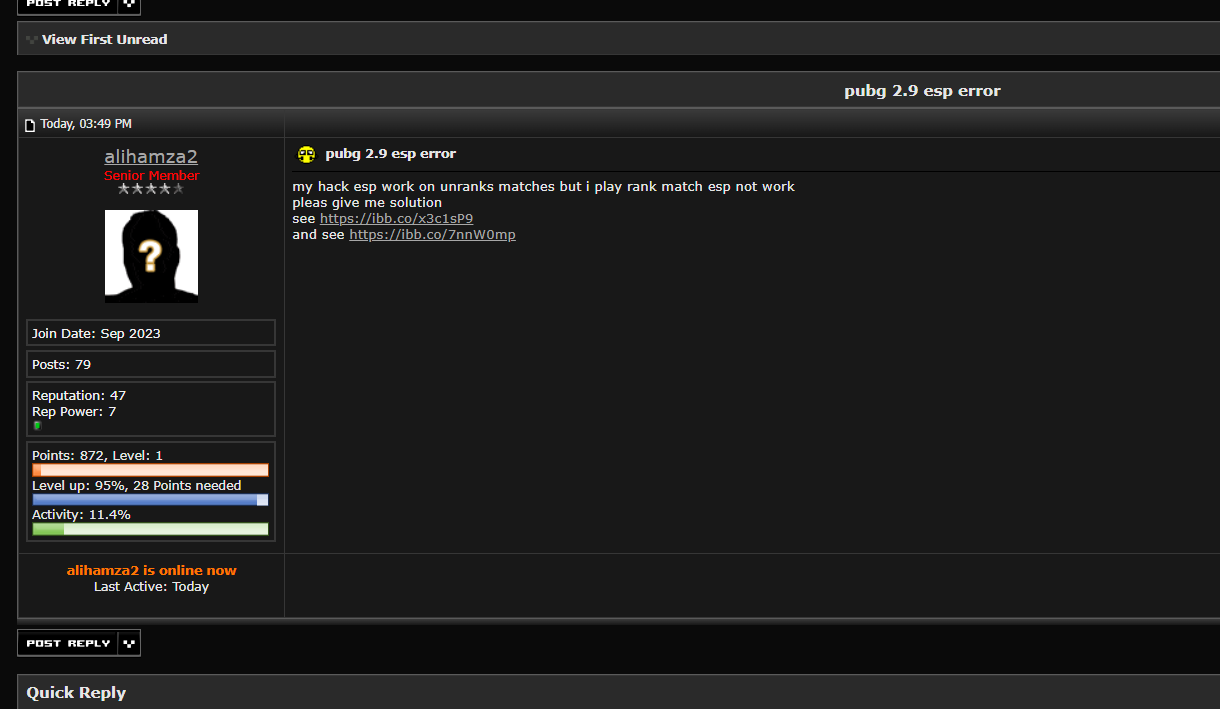 POST REPLY
View First Unread
pubg 2.9 esp error
Today, 03:49 PM
alihamza2
Senior Member
pubg 2.9 esp error
my hack esp work on unranks matches but i play rank match esp not work
pleas give me solution
see https://ibb.co/x3c1sP9
and see https://ibb.co/7nnW0mp
?
Join Date: Sep 2023
Posts: 79
Reputation: 47
Rep Power: 7
Points: 872, Level: 1
Level up: 95%, 28 Points needed
Activity: 11.4%
alihamza2 is online now
Last Active: Today
POST REPLY
Quick Reply